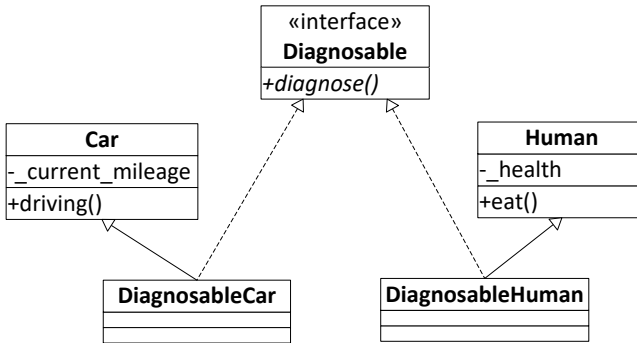 «interface»
Diagnosable
+diagnose()
Car
-_current_mileage
+driving()
Human
-_health
+eat()
DiagnosableCar
DiagnosableHuman